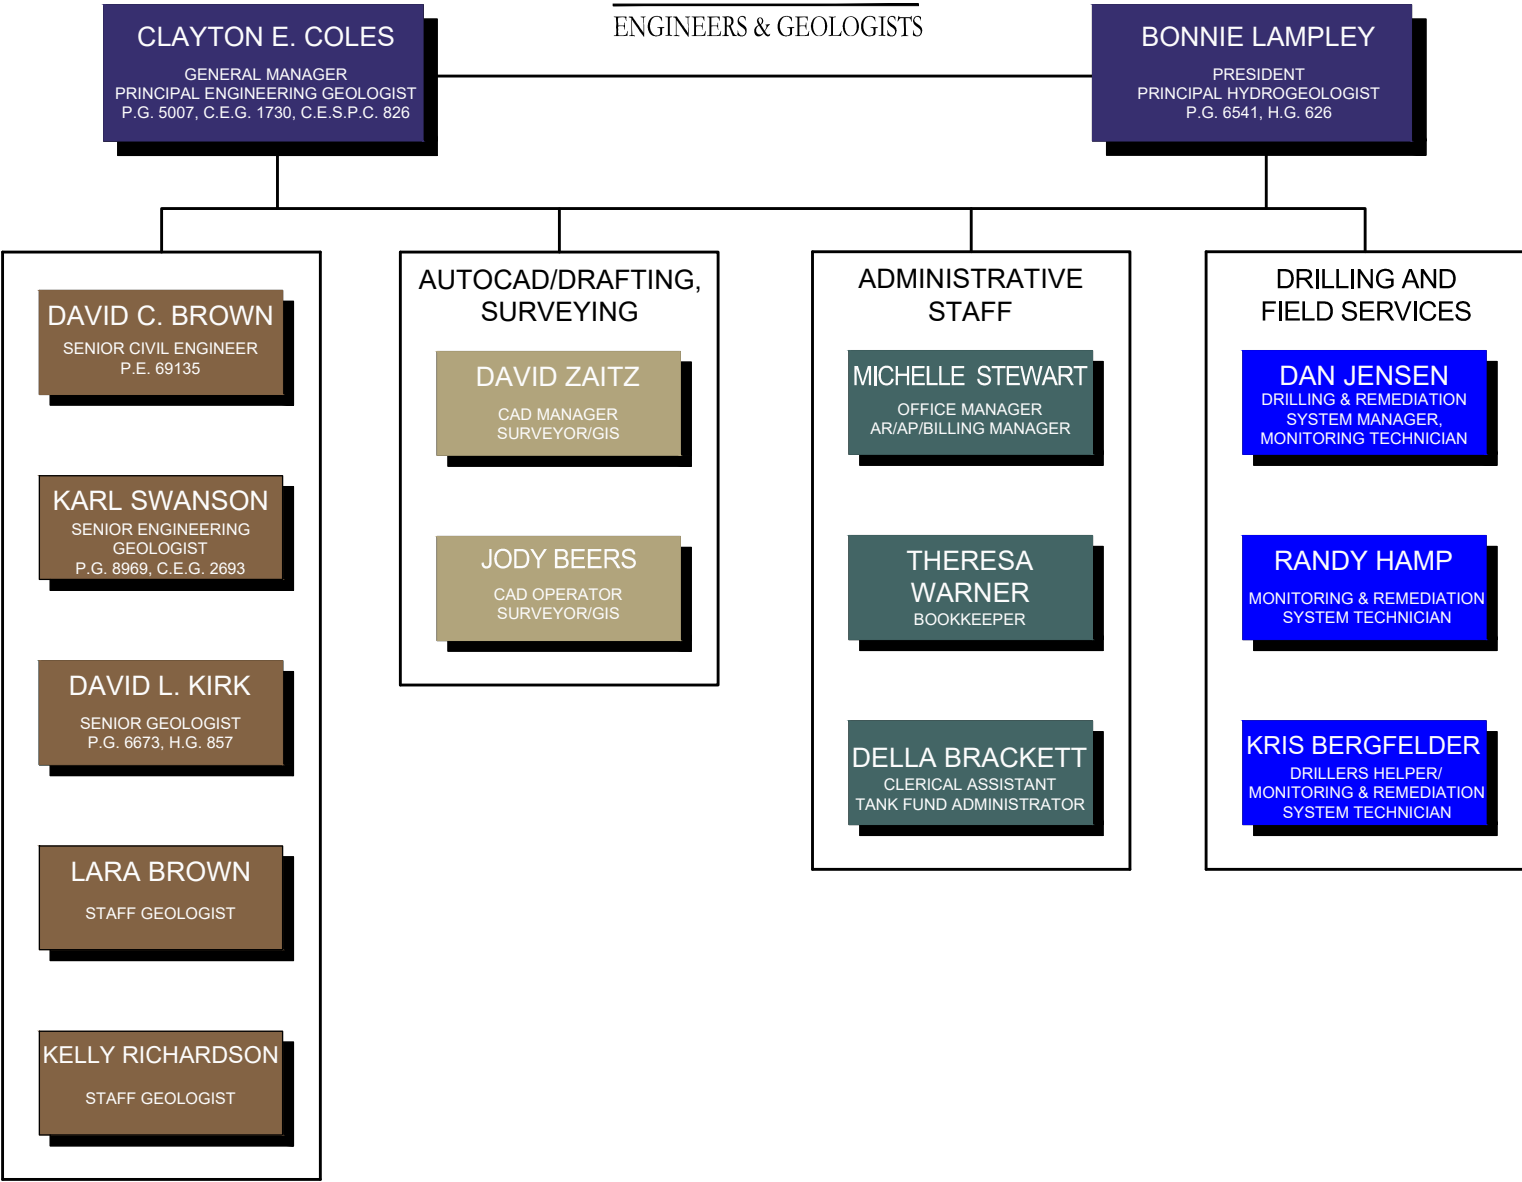 ENGINEERS & GEOLOGISTS
CLAYTON E. COLES
GENERAL MANAGER
PRINCIPAL ENGINEERING GEOLOGIST
P.G. 5007, C.E.G. 1730, C.E.S.P.C. 826
BONNIE LAMPLEY
PRESIDENT
PRINCIPAL HYDROGEOLOGIST
P.G. 6541, H.G. 626
DAVID C. BROWN
SENIOR CIVIL ENGINEER
P.E. 69135
KARL SWANSON
SENIOR ENGINEERING
GEOLOGIST
P.G. 8969, C.E.G. 2693
DAVID L. KIRK
SENIOR GEOLOGIST
P.G. 6673, H.G. 857
LARA BROWN
STAFF GEOLOGIST
KELLY RICHARDSON
STAFF GEOLOGIST
AUTOCAD/DRAFTING,
SURVEYING
DAVID ZAITZ
CAD MANAGER
SURVEYOR/GIS
JODY BEERS
CAD OPERATOR
SURVEYOR/GIS
ADMINISTRATIVE
STAFF
MICHELLE STEWART
OFFICE MANAGER
AR/AP/BILLING MANAGER
THERESA
WARNER
BOOKKEEPER
DELLA BRACKETT
CLERICAL ASSISTANT
TANK FUND ADMINISTRATOR
DRILLING AND
FIELD SERVICES
DAN JENSEN
DRILLING & REMEDIATION
SYSTEM MANAGER,
MONITORING TECHNICIAN
RANDY HAMP
MONITORING & REMEDIATION
SYSTEM TECHNICIAN
KRIS BERGFELDER
DRILLERS HELPER/
MONITORING & REMEDIATION
SYSTEM TECHNICIAN